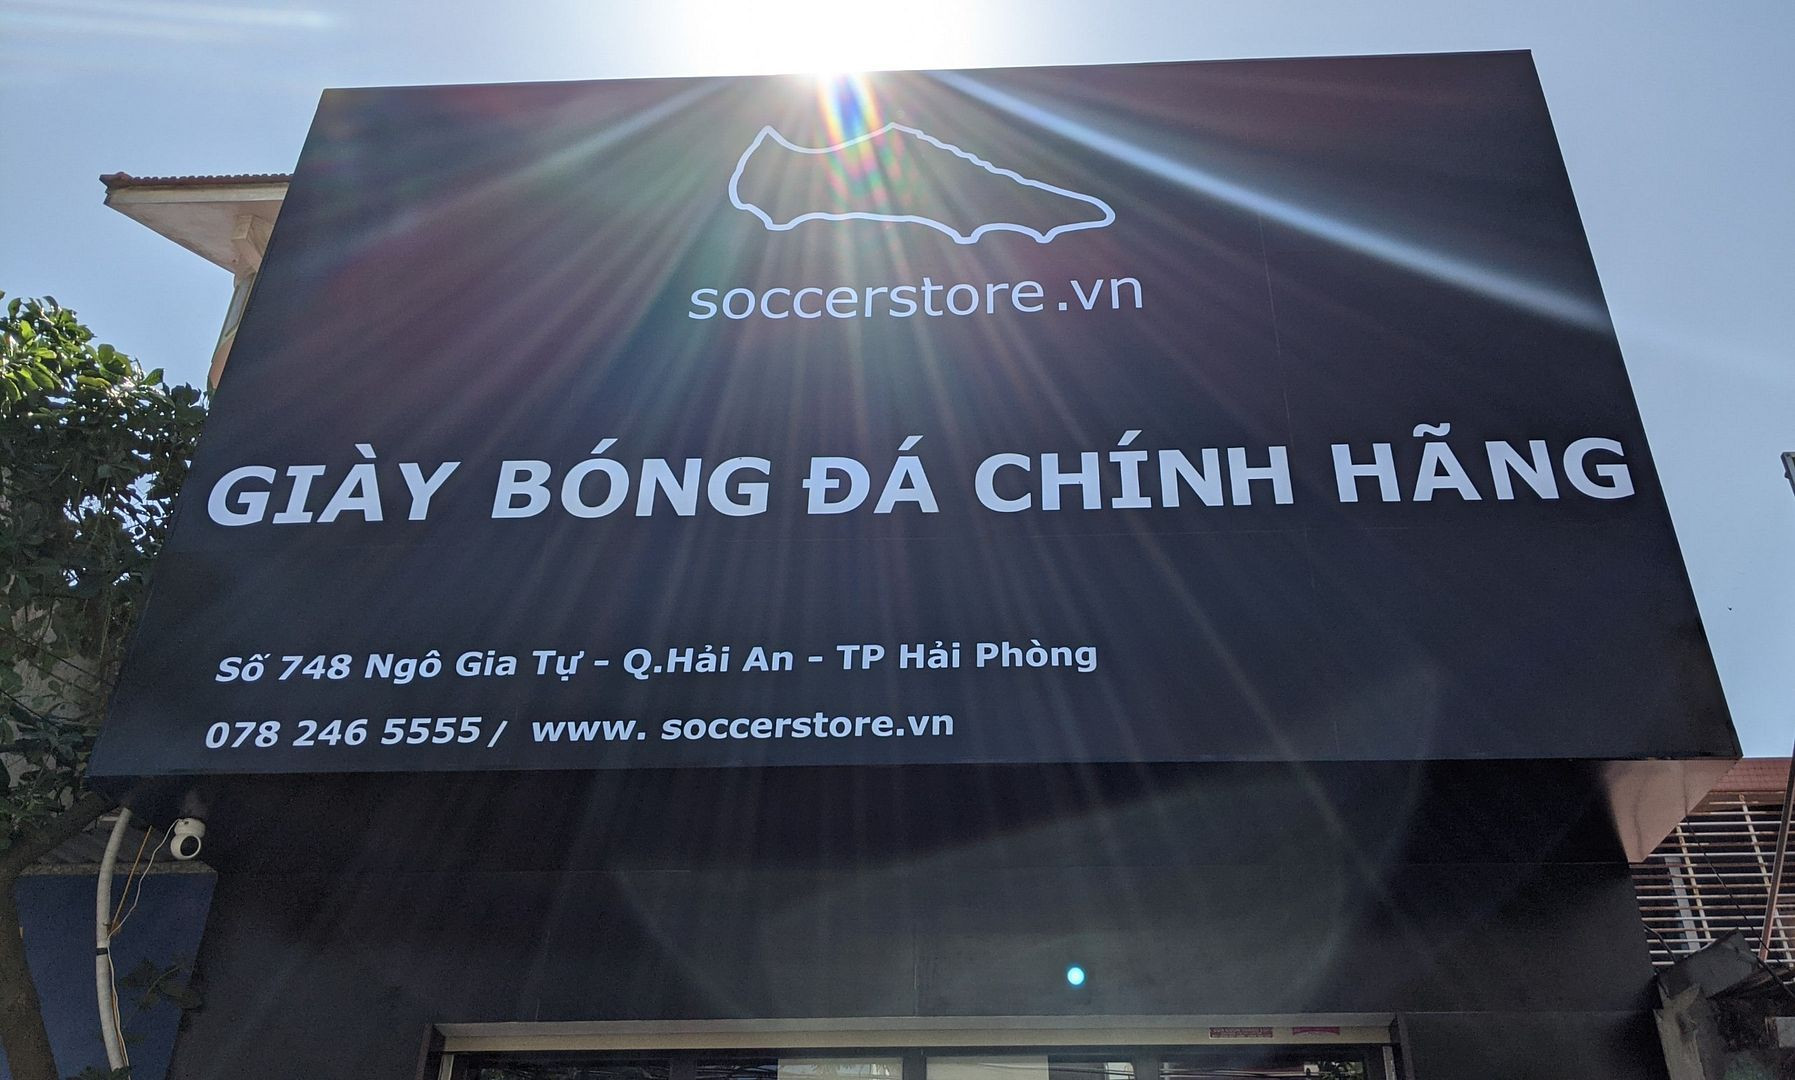 soccerstore.vn
GIÀY BÓNG ĐÁ CHÍNH HÃNG
Số 748 Ngô Gia Tự - Q.Hải An - TP Hải Phòng
078 246 5555 / www. soccerstore.vn